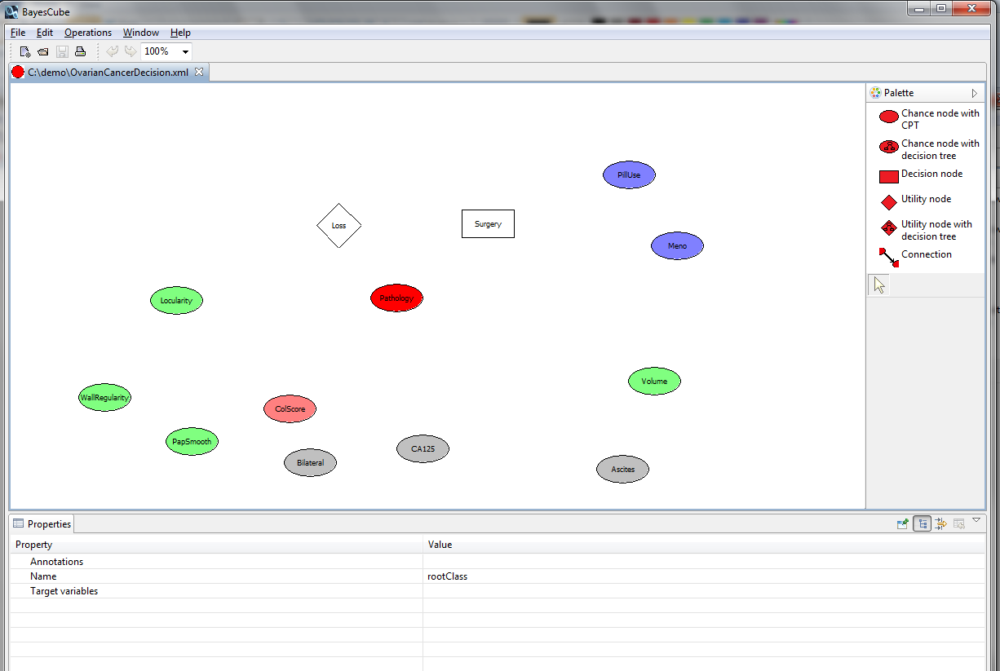 BayesCube
File Edit Operations Window Help
100%
C:\demo\OvarianCancerDecision.xml
Palette
Chance node with
CPT
Chance node with
decision tree
Decision node
Utility node
Utility node with
decision tree
Connection
PillUse
Loss
Surgery
Meno
Locularity
Pathology
Volume
WallRegularity
ColScore
PapSmooth
CA125
Bilateral
Ascites
Properties
Property Value
Annotations
Name rootClass
Target variables